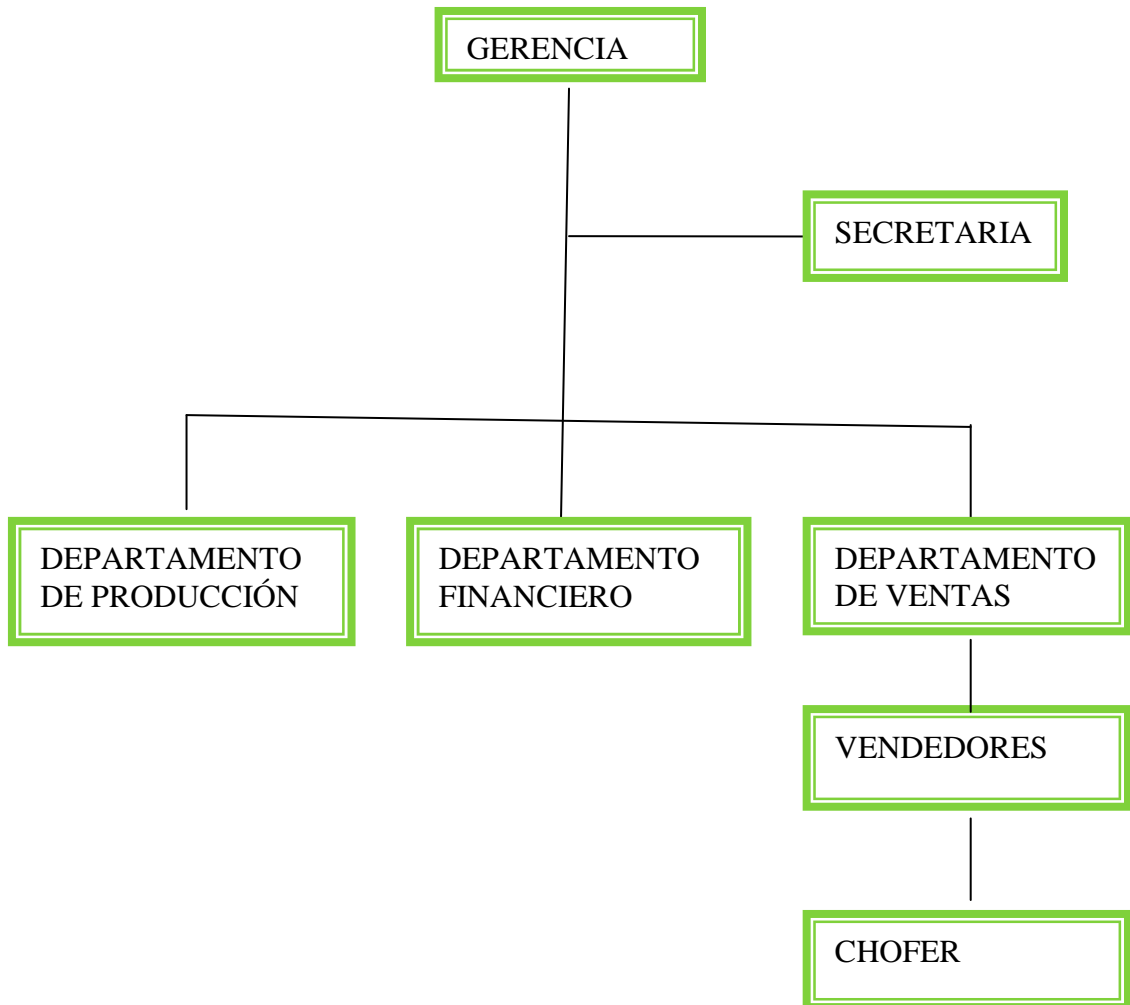 GERENCIA
SECRETARIA
DEPARTAMENTO
DE PRODUCCIÓN
DEPARTAMENTO
FINANCIERO
DEPARTAMENTO
DE VENTAS
VENDEDORES
CHOFER